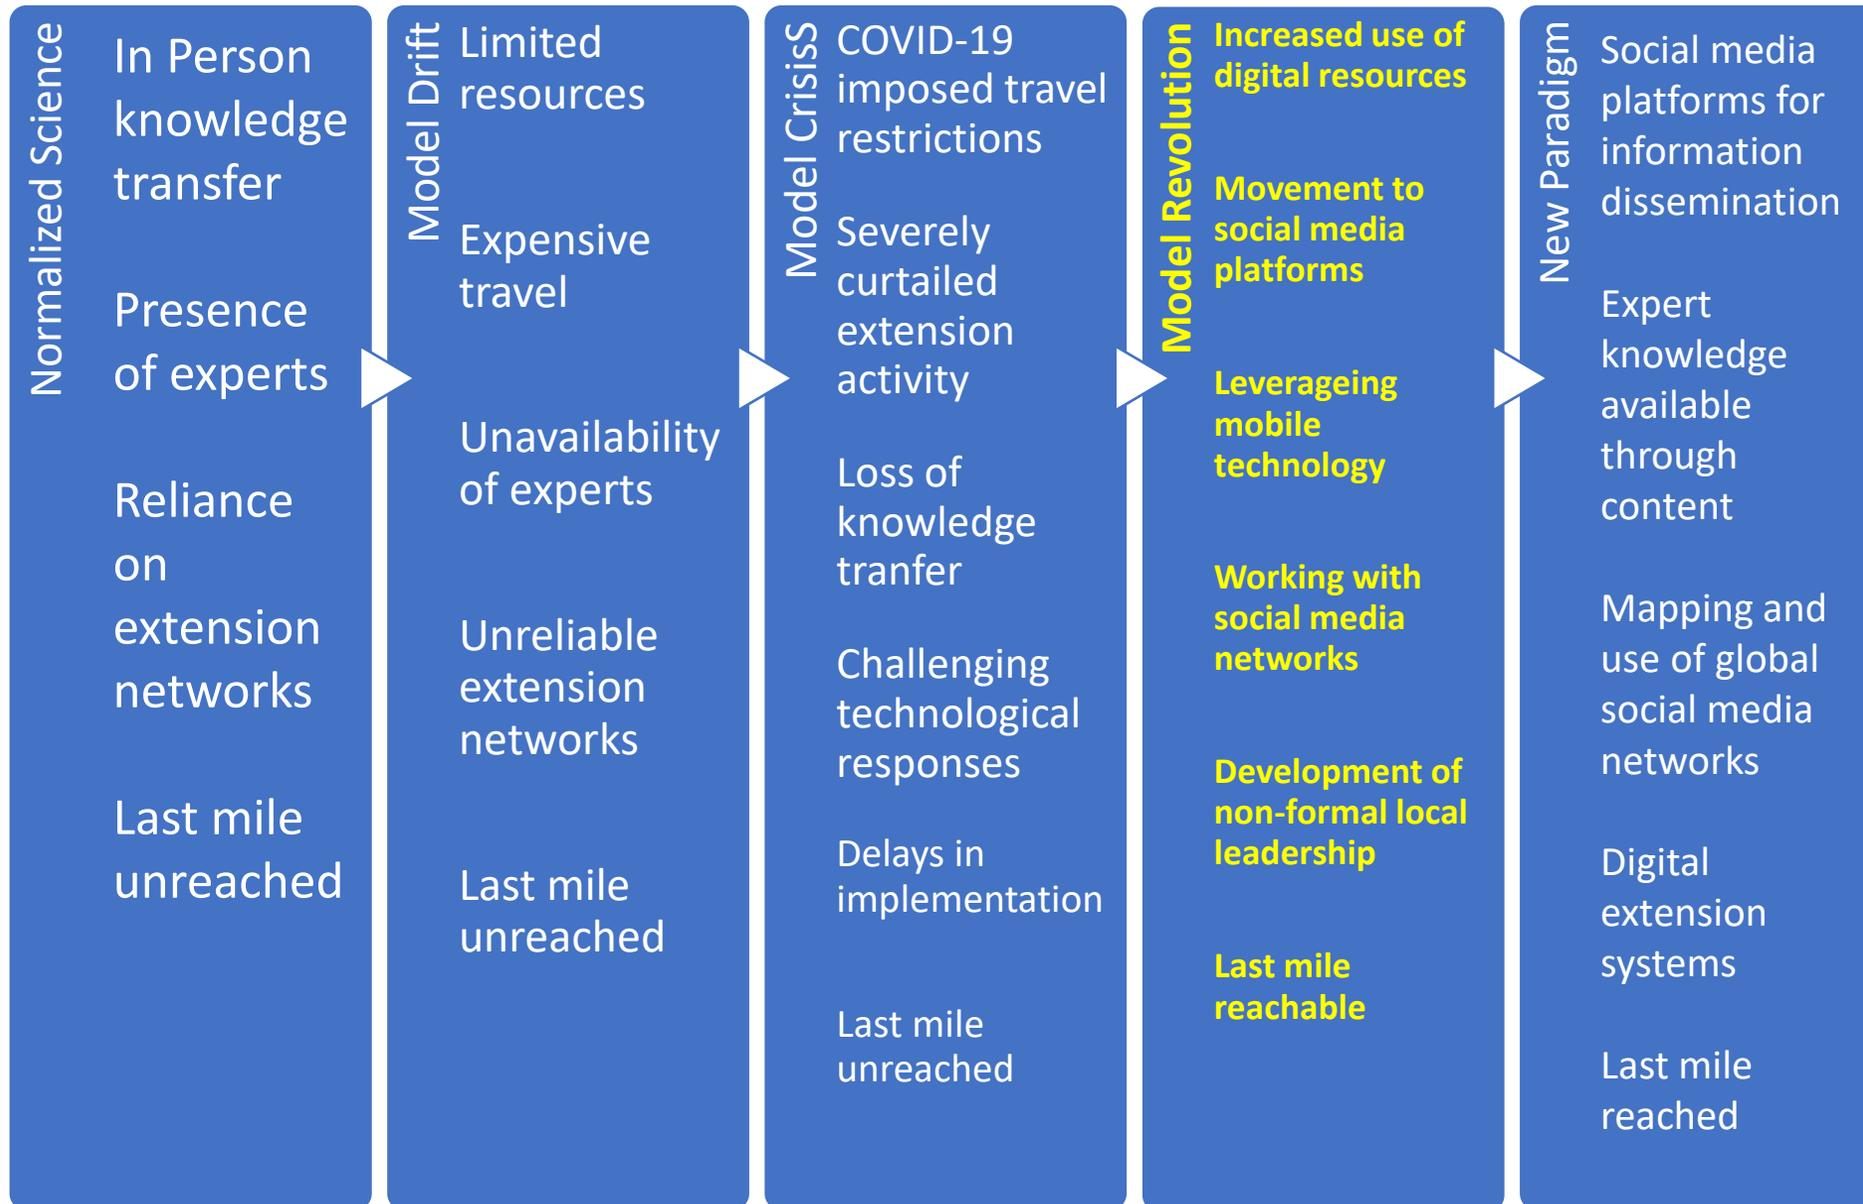 Normalized Science
In Person
knowledge
transfer
Presence
of experts
Reliance
on
extension
networks
Last mile
unreached
Model Drift
Limited
resources
Expensive
travel
Unavailability
of experts
Unreliable
extension
networks
Last mile
unreached
Model CrisisS
COVID-19
imposed travel
restrictions
Severely
curtailed
extension
activity
Loss of
knowledge
tranfer
Challenging
technological
responses
Delays in
implementation
Last mile
unreached
Model Revolution
Increased use of
digital resources
Movement to
social media
platforms
Leverageing
mobile
technology
Working with
social media
networks
Development of
non-formal local
leadership
Last mile
reachable
New Paradigm
Social media
platforms for
information
dissemination
Expert
knowledge
available
through
content
Mapping and
use of global
social media
networks
Digital
extension
systems
Last mile
reached